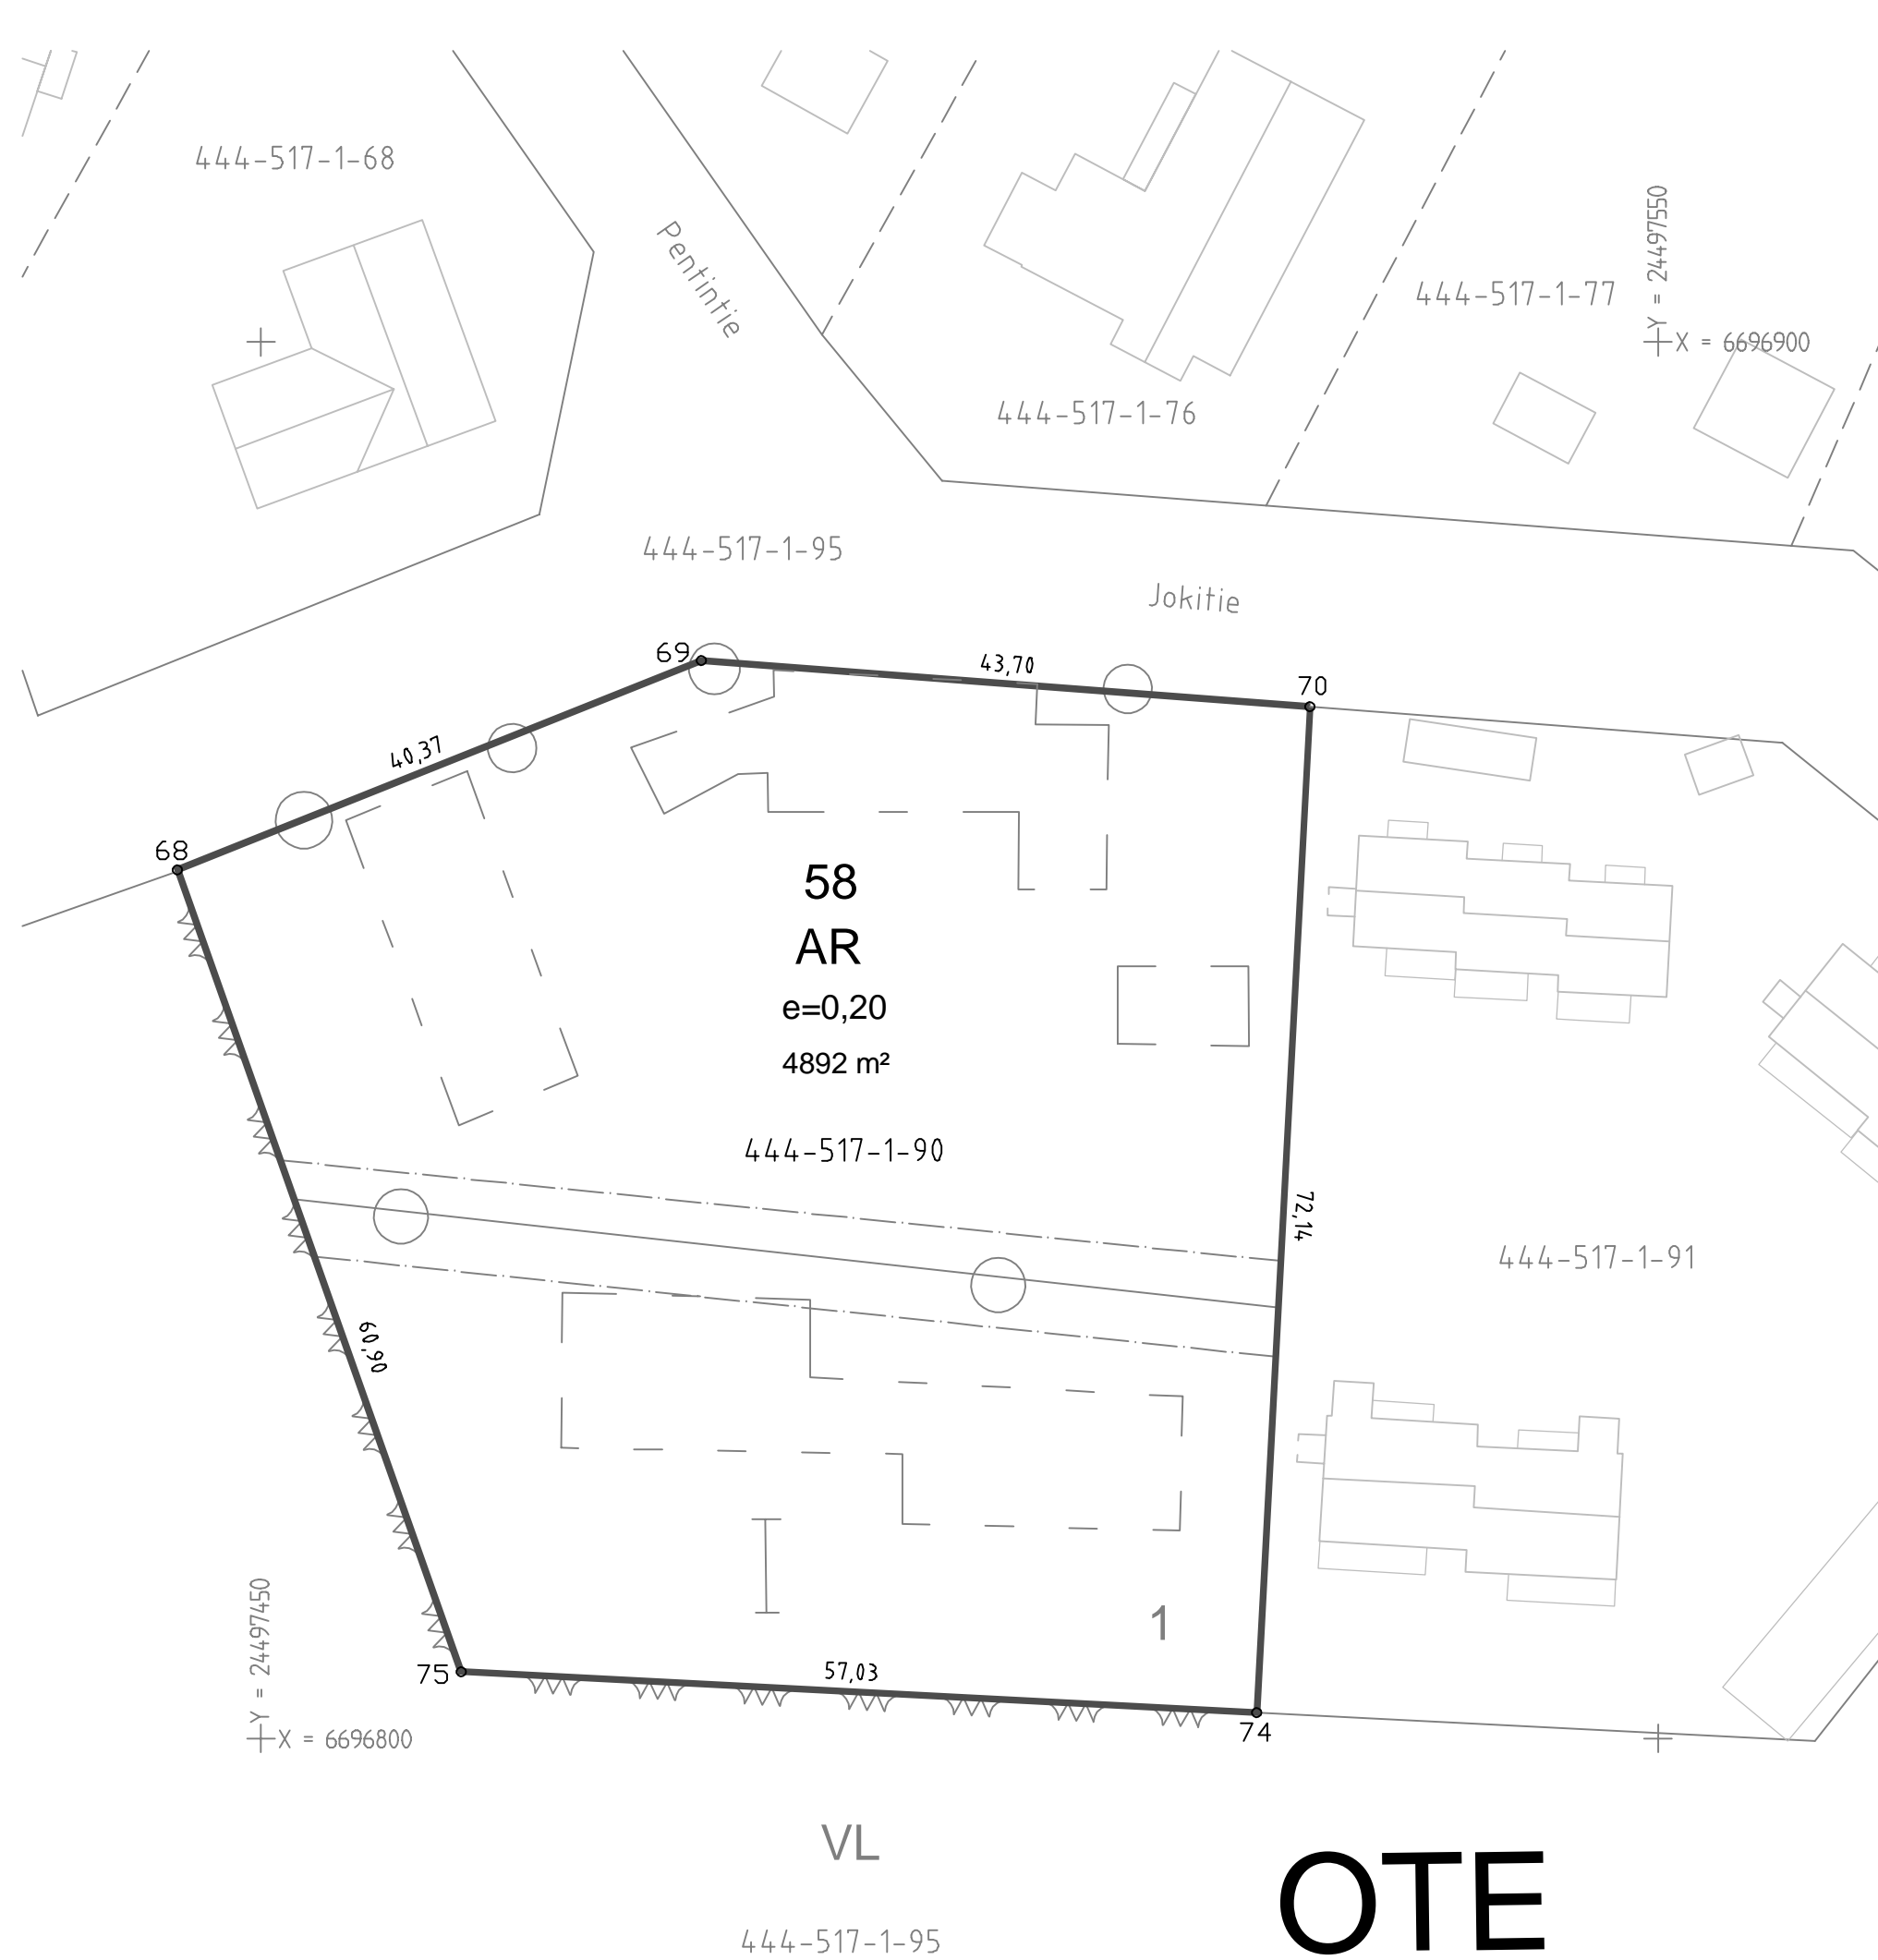 444-517-1-68
Pentintie
Y = 24497550
444-517-1-77
X = 6696900
444-517-1-76
444-517-1-95
Jokitie
69
43,70
70
40,37
68
58
AR
e=0,20
4892 m²
444-517-1-90
72,14
444-517-1-91
60,90
Y = 24497450
1
75
57,03
74
X = 6696800
VL
OTE
444-517-1-95